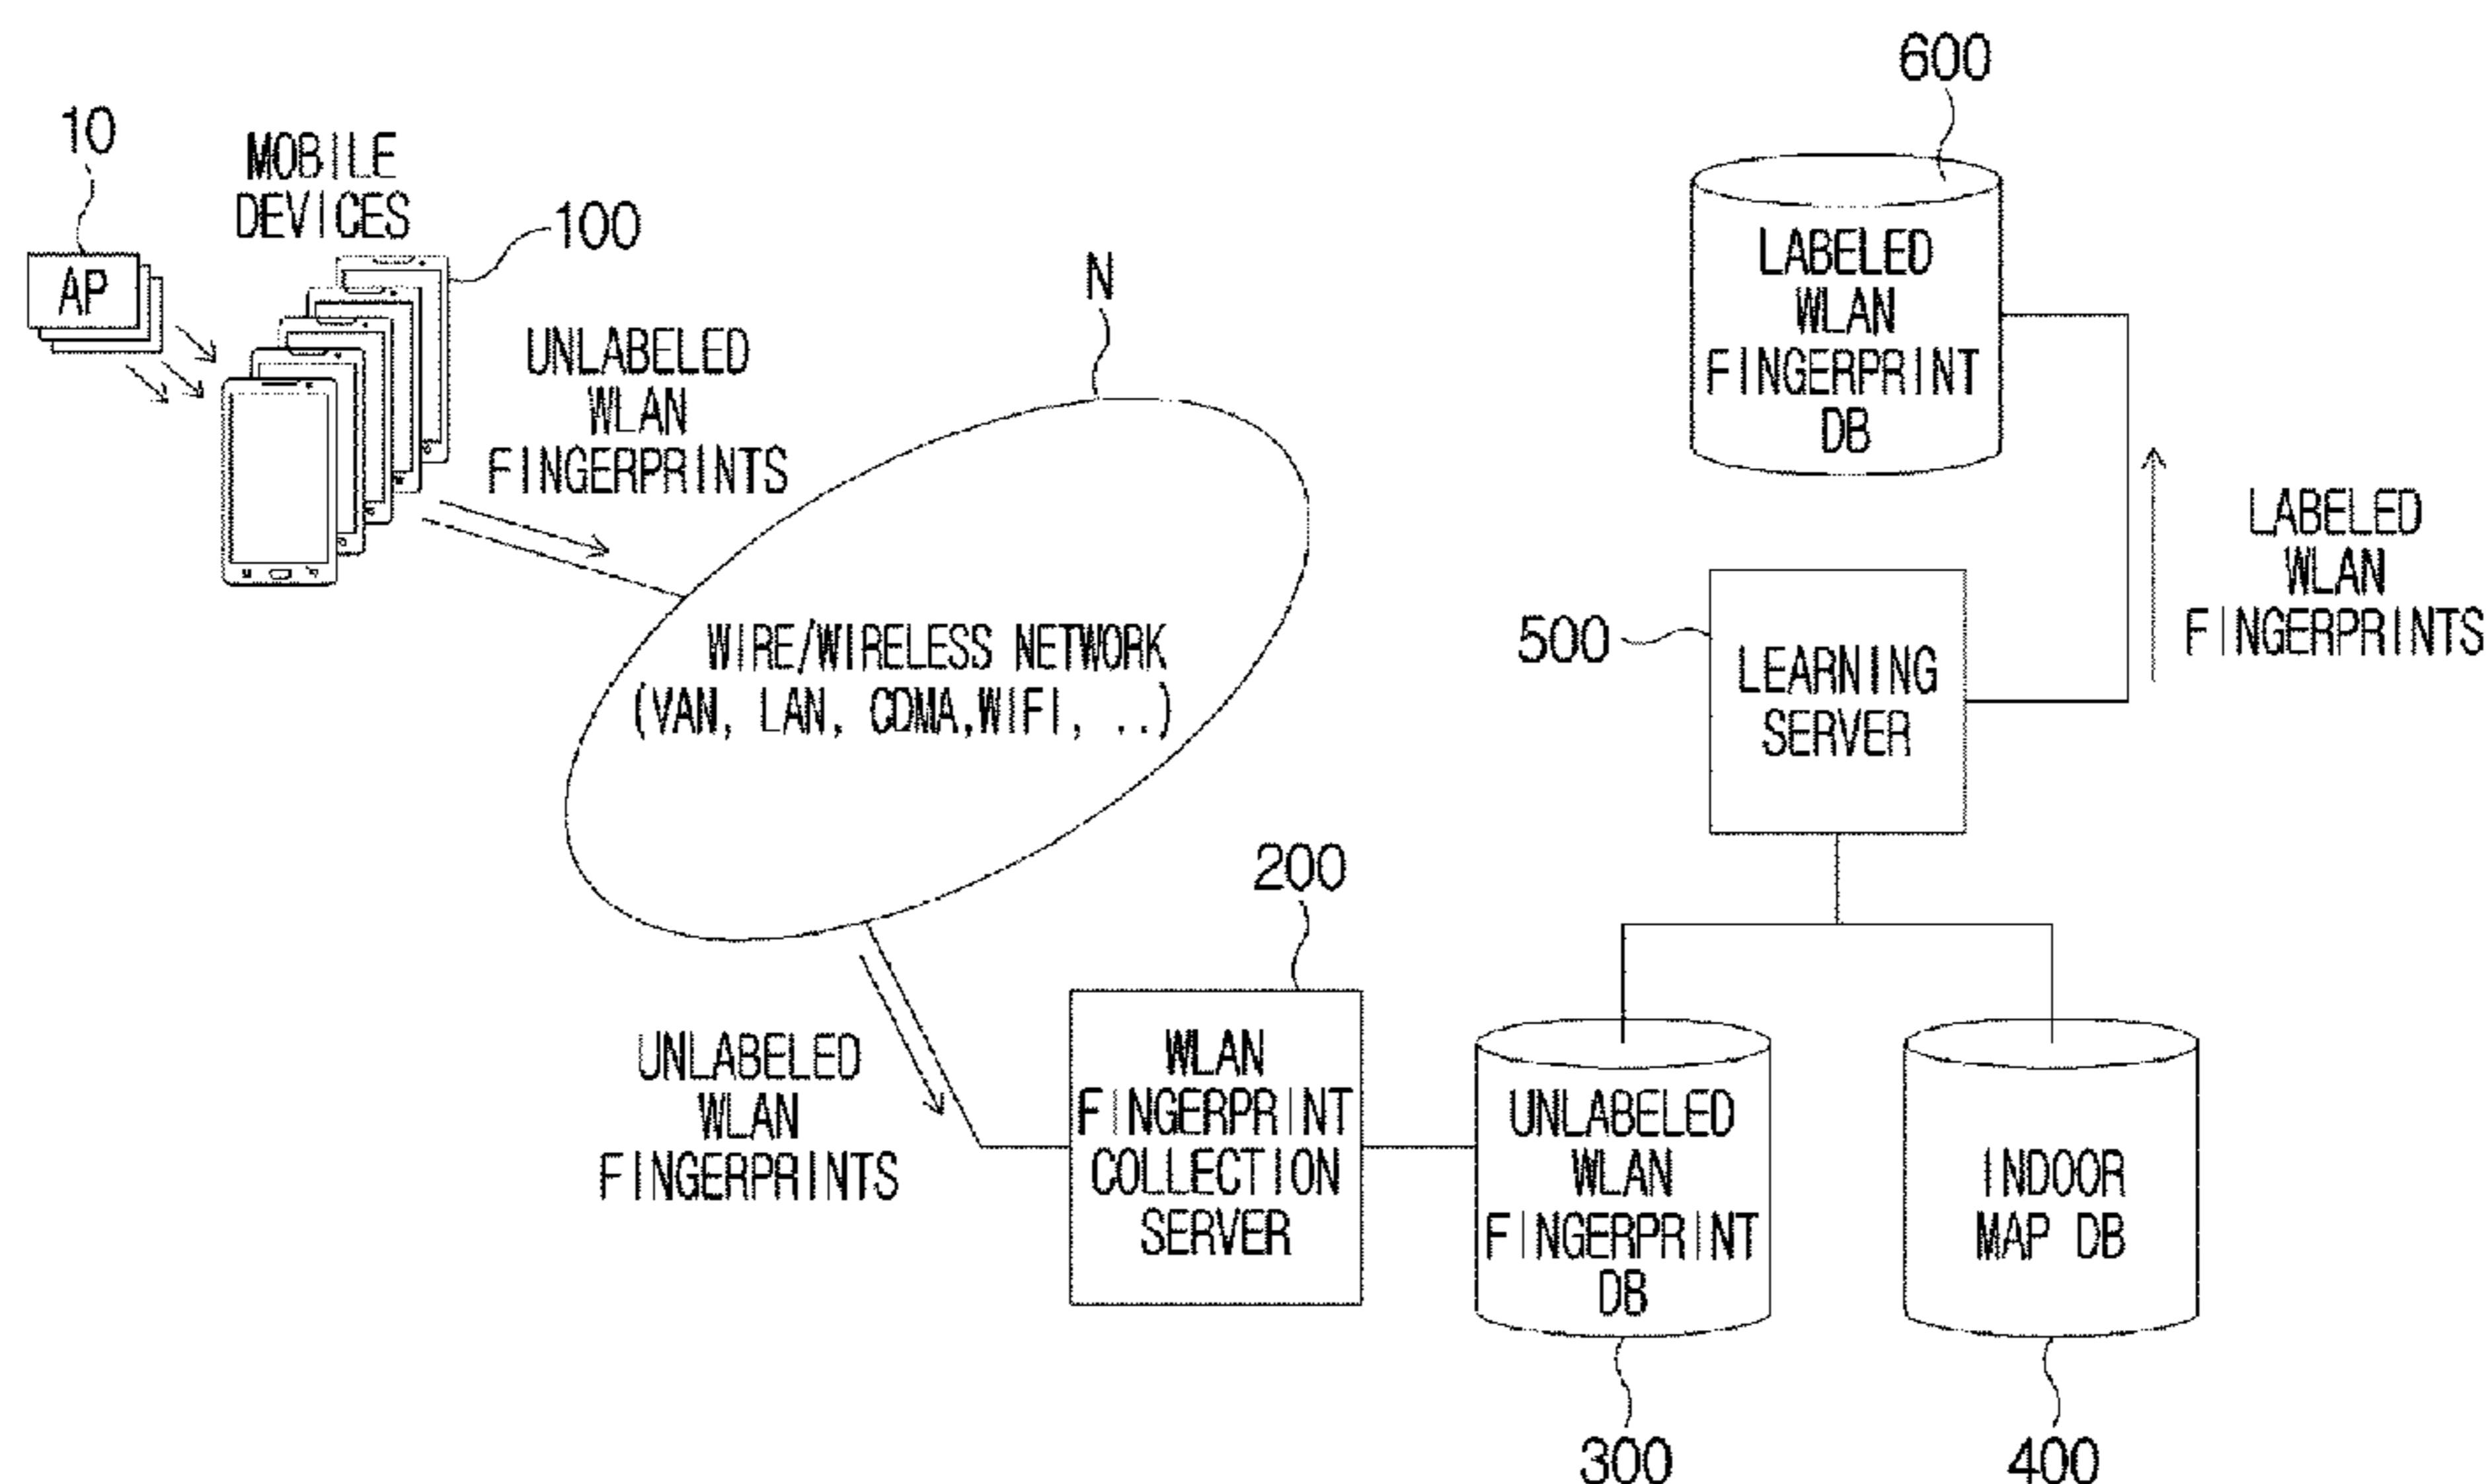 10
AP
MOBILE
DEVICES
100
UNLABELED
WLAN
FINGERPRINTS
N
WIRE/WIRELESS NETWORK
(VAN, LAN, CDMA,WIFI, ..)
UNLABELED
WLAN
FINGERPRINTS
200
WLAN
FINGERPRINT
COLLECTION
SERVER
UNLABELED
WLAN
FINGERPRINT
DB
300
INDOOR
MAP DB
400
500
LEARNING
SERVER
LABELED
WLAN
FINGERPRINTS
600
LABELED
WLAN
FINGERPRINT
DB